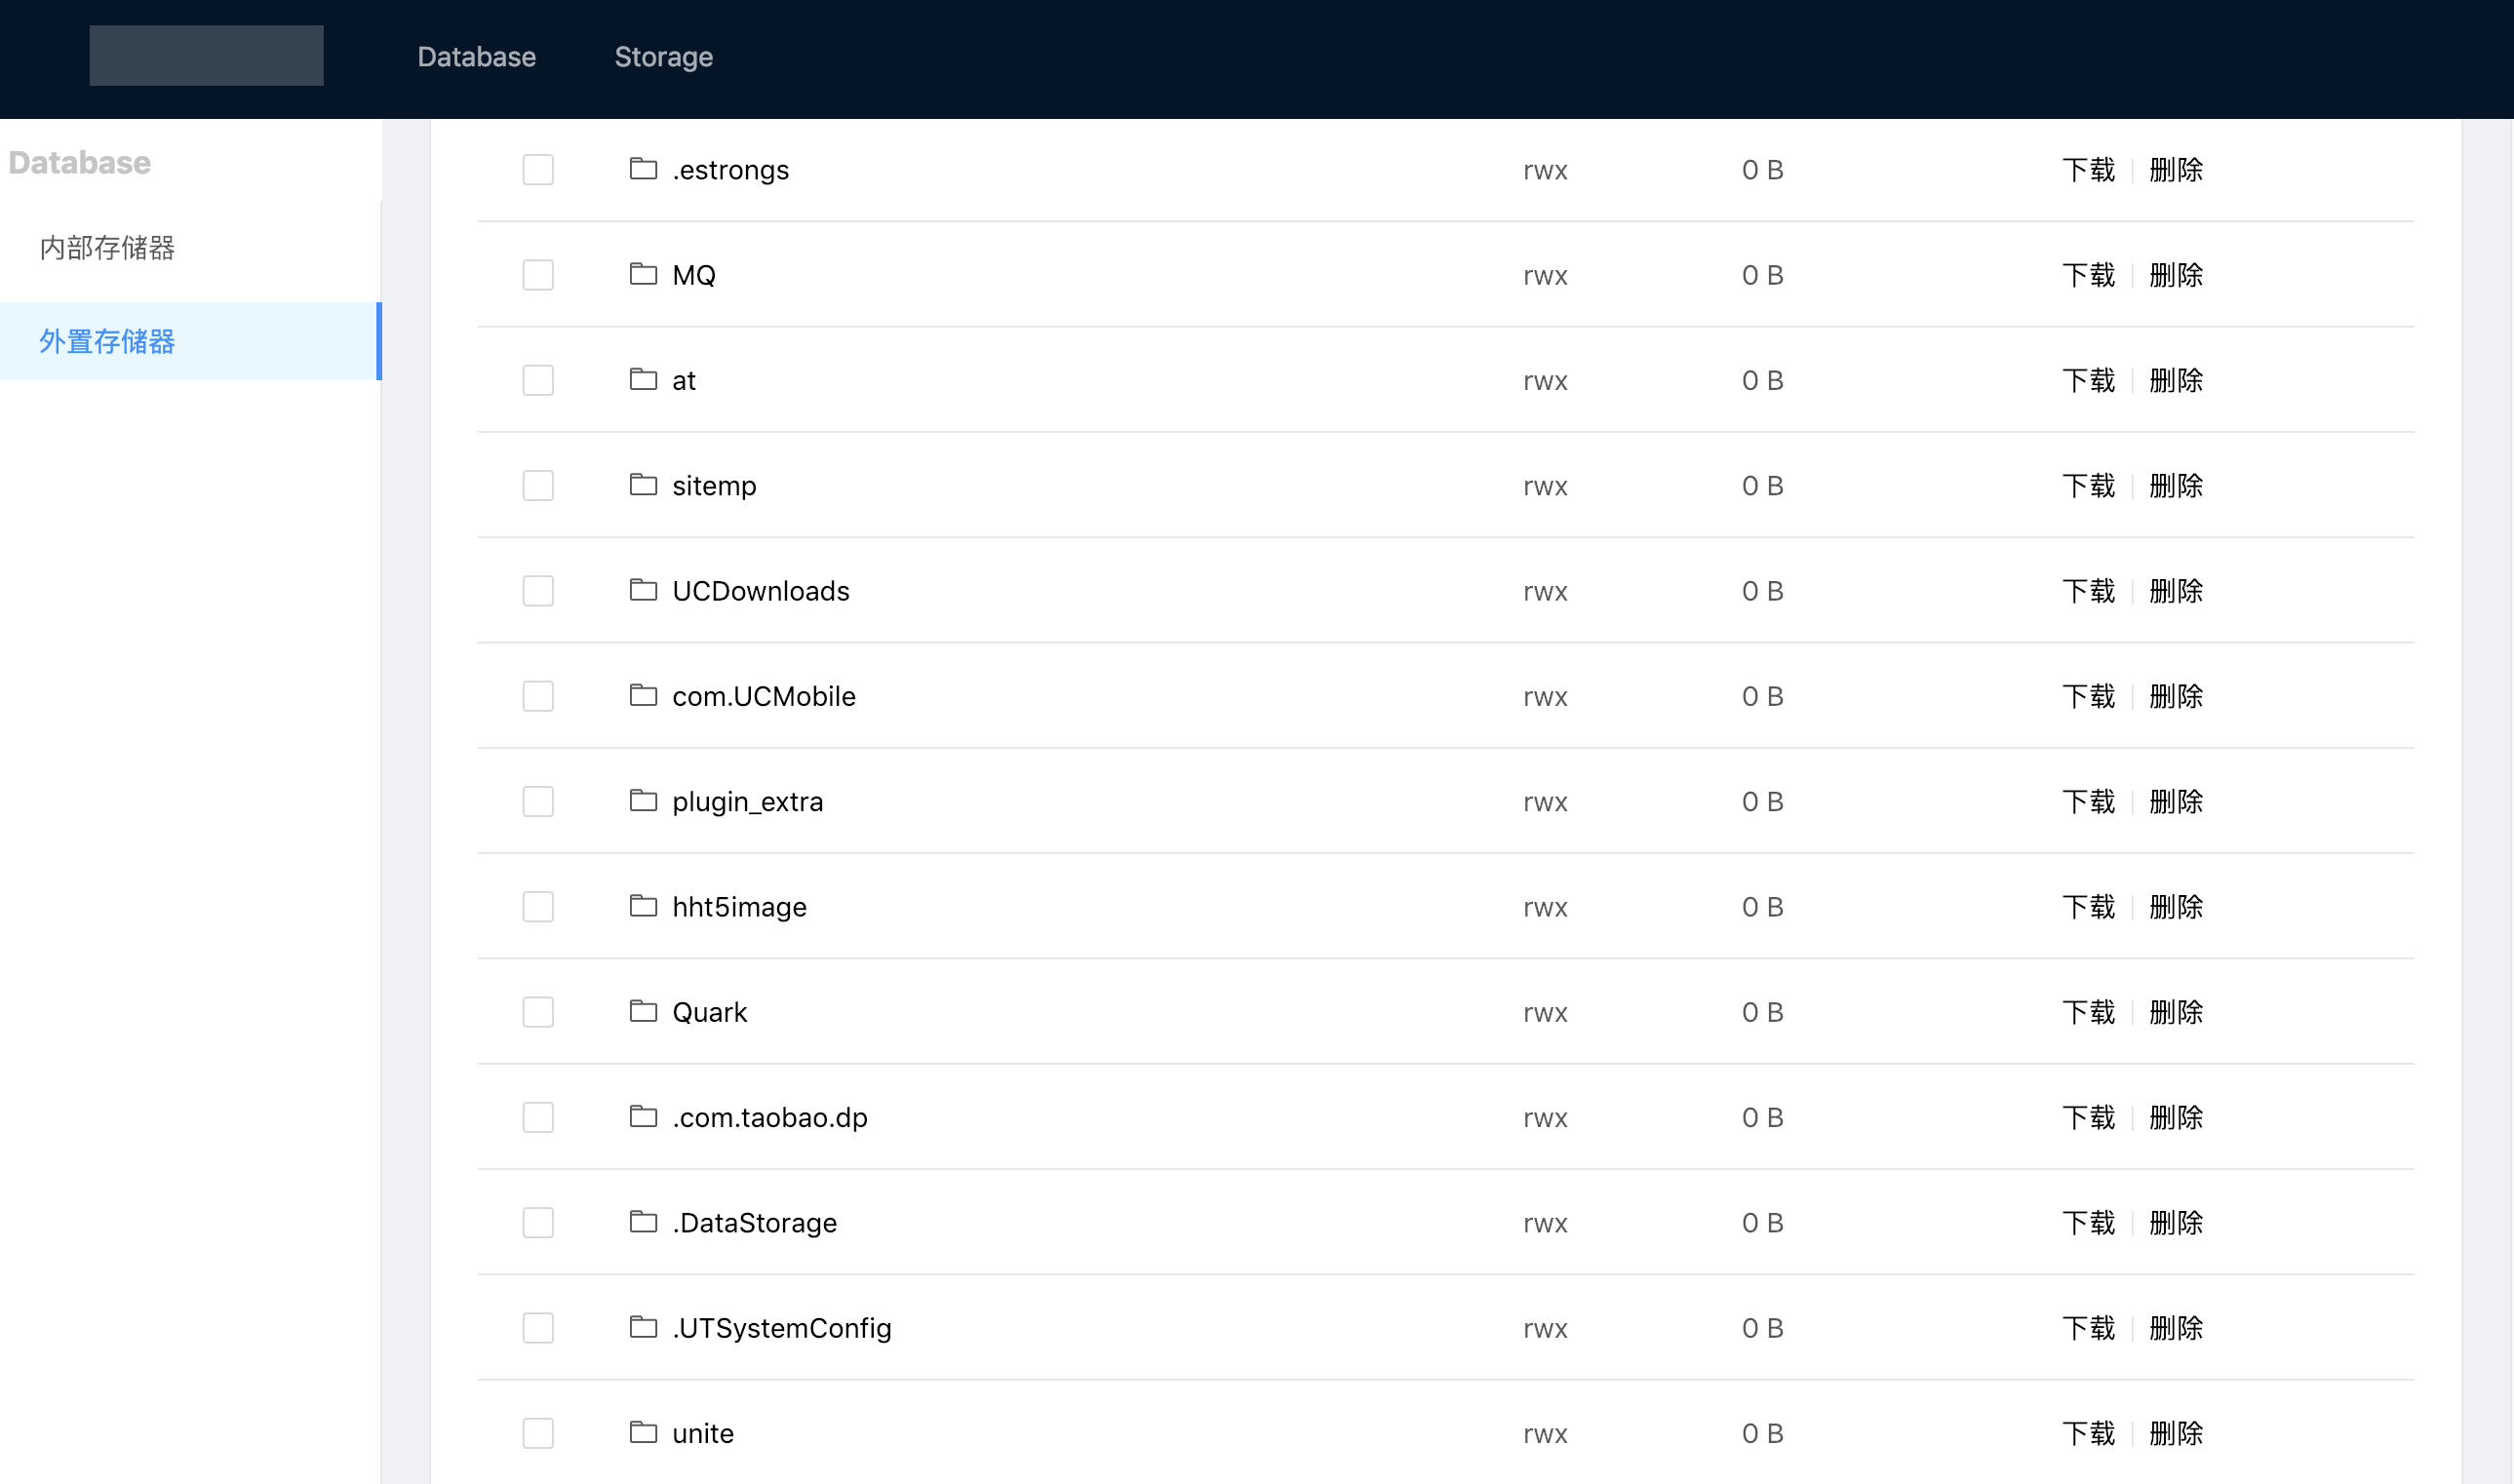 Database Storage
Database
内部存储器
外置存储器
.estrongs rwx 0 B 下载 删除
MQ rwx 0 B 下载 删除
at rwx 0 B 下载 删除
sitemp rwx 0 B 下载 删除
UCDownloads rwx 0 B 下载 删除
com.UCMobile rwx 0 B 下载 删除
plugin_extra rwx 0 B 下载 删除
hht5image rwx 0 B 下载 删除
Quark rwx 0 B 下载 删除
.com.taobao.dp rwx 0 B 下载 删除
.DataStorage rwx 0 B 下载 删除
.UTSystemConfig rwx 0 B 下载 删除
unite rwx 0 B 下载 删除